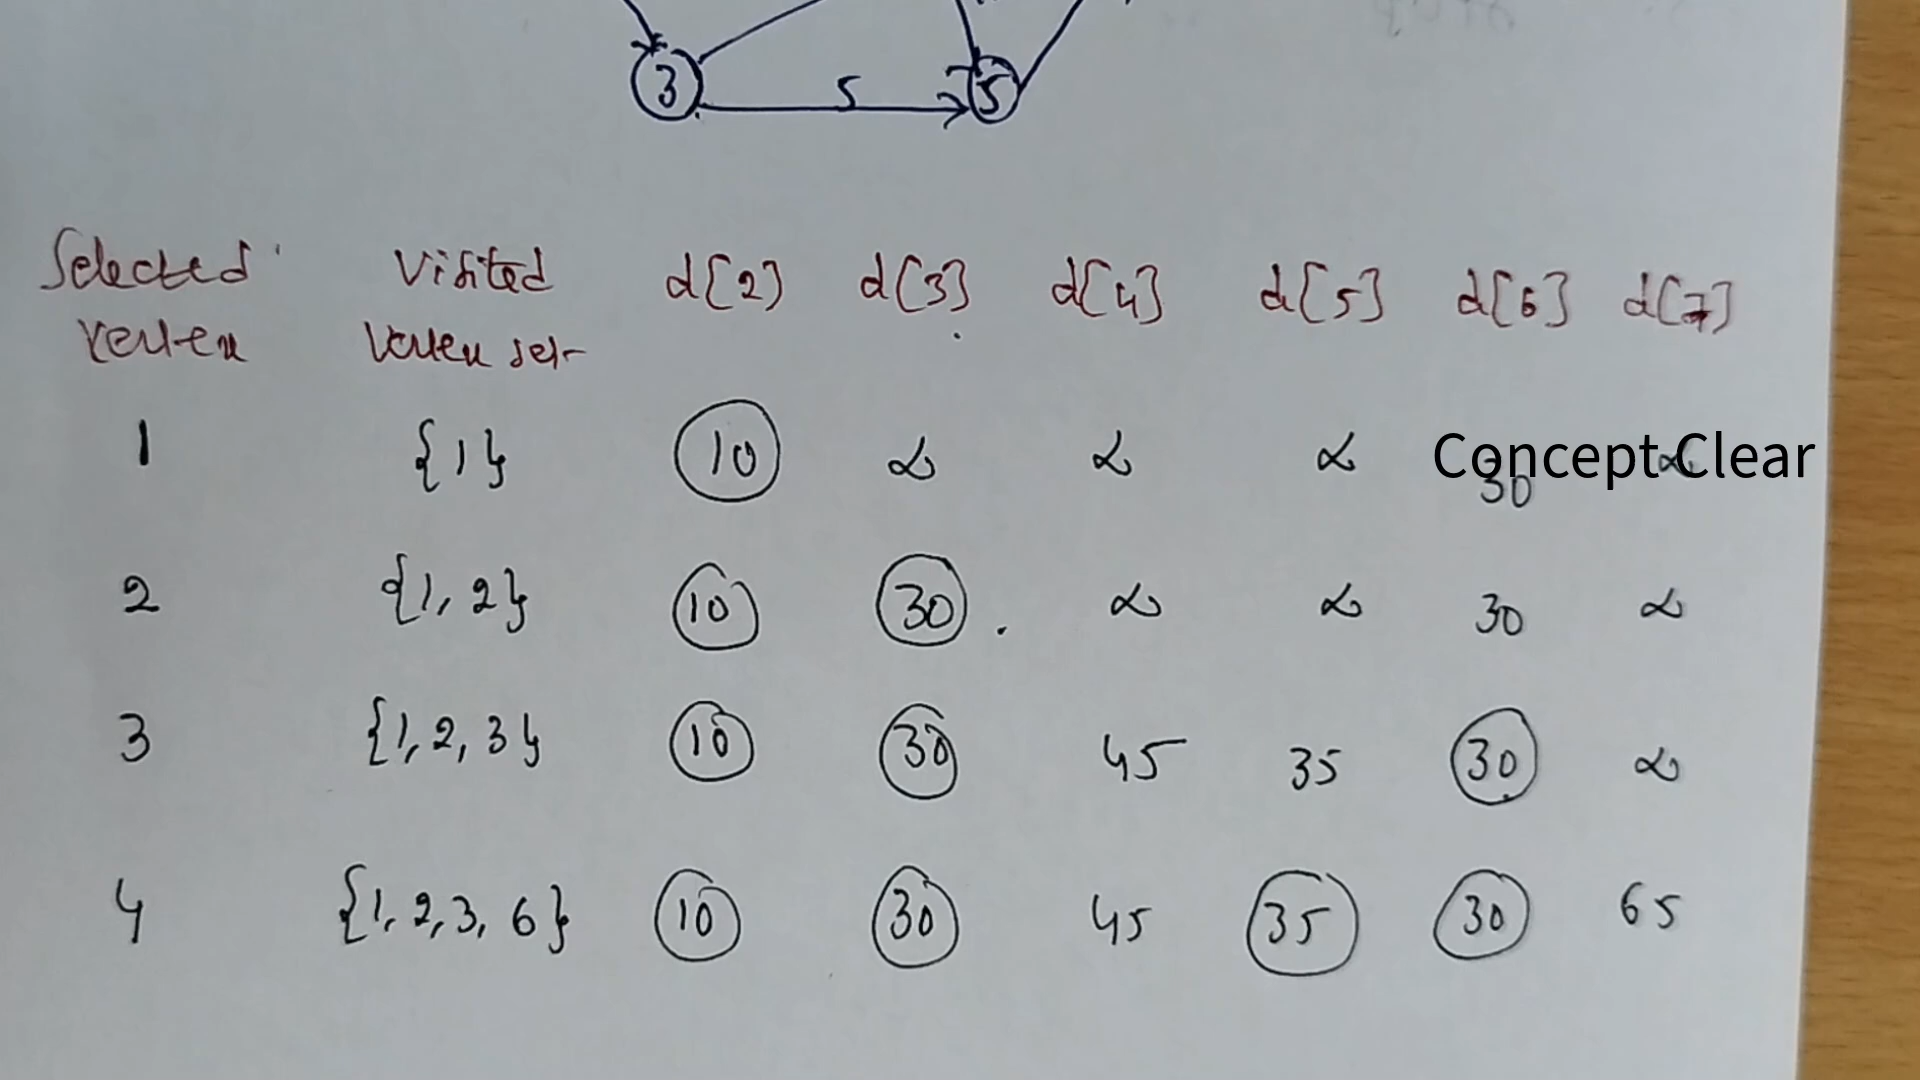 3 5 5
Selected Visited d[2] d[3] d[4] d[5] d[6] d[7]
Vertex Vertex set
1 {1} 10 ∞ ∞ ∞ 30 ∞
Concept Clear
2 {1, 2} 10 30 ∞ ∞ 30 ∞
3 {1, 2, 3} 10 30 45 35 30 ∞
4 {1, 2, 3, 6} 10 30 45 35 30 65